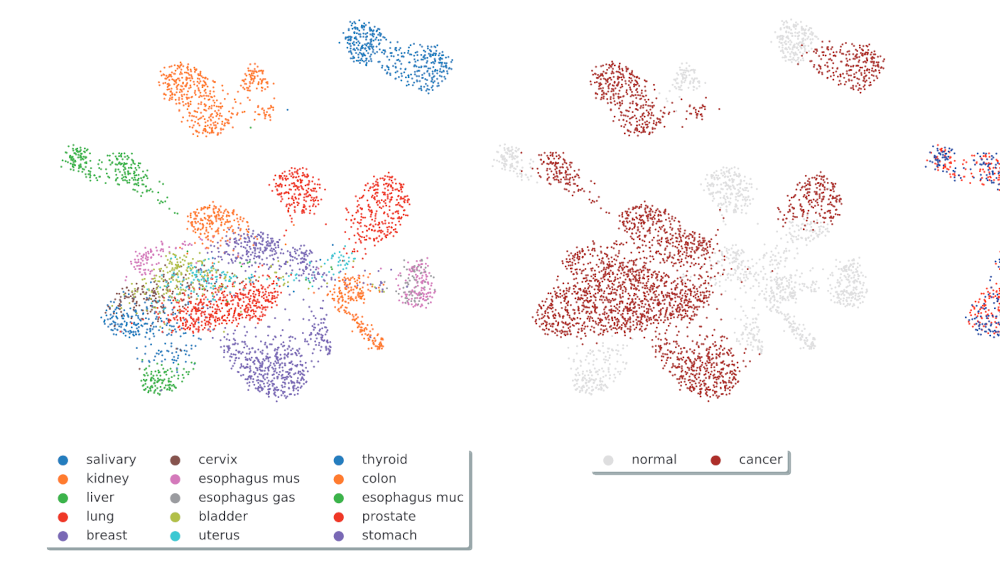 salivary cervix thyroid normal cancer
kidney esophagus mus colon
liver esophagus gas esophagus muc
lung bladder prostate
breast uterus stomach